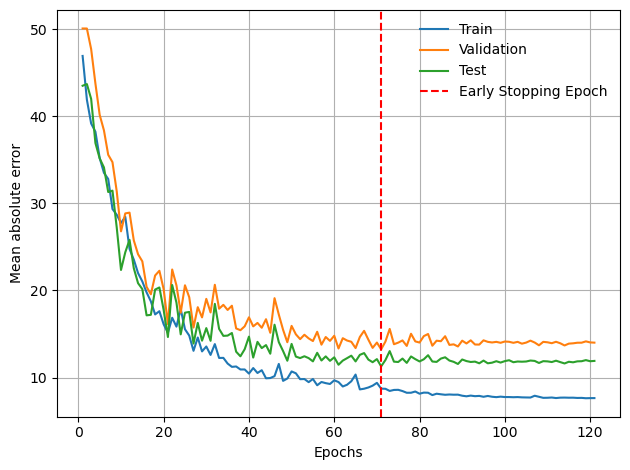 Train
Validation
Test
Early Stopping Epoch
Mean absolute error
50
40
30
20
10
0 20 40 60 80 100 120
Epochs